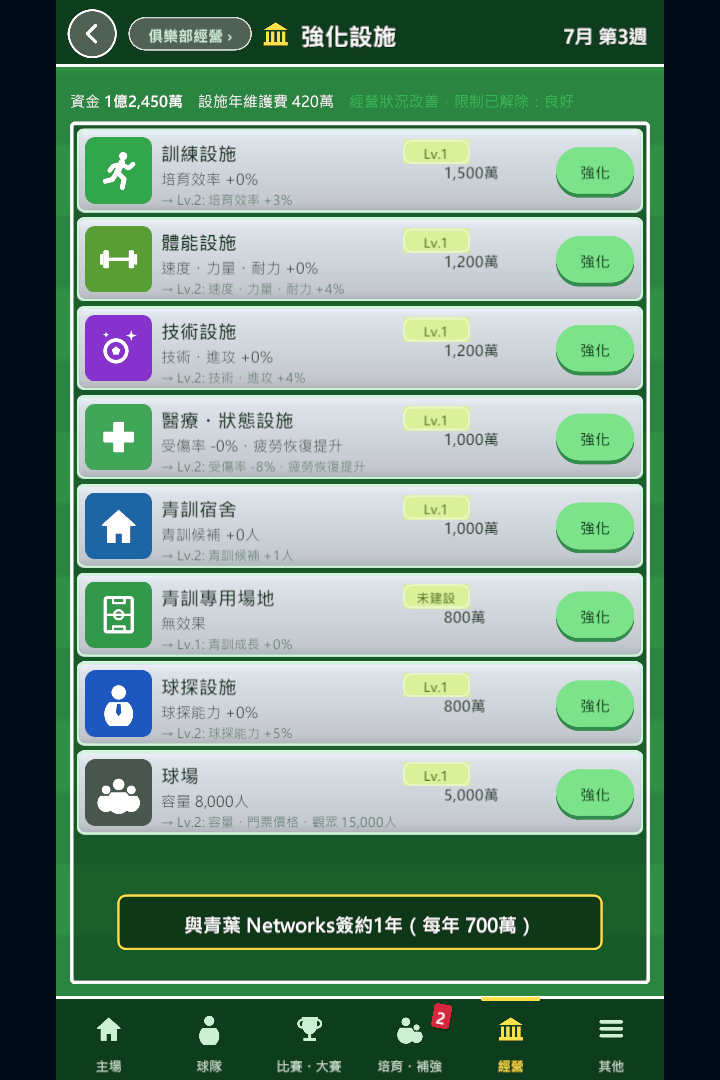 俱樂部經營 ›
強化設施
7月 第3週
資金 1億2,450萬 設施年維護費 420萬 經營狀況改善・限制已解除：良好
訓練設施
Lv.1
培育效率 +0%
1,500萬
強化
→ Lv.2: 培育效率 +3%
體能設施
Lv.1
速度・力量・耐力 +0%
1,200萬
強化
→ Lv.2: 速度・力量・耐力 +4%
技術設施
Lv.1
技術・進攻 +0%
1,200萬
強化
→ Lv.2: 技術・進攻 +4%
醫療・狀態設施
Lv.1
受傷率 -0%・疲勞恢復提升
1,000萬
強化
→ Lv.2: 受傷率 -8%・疲勞恢復提升
青訓宿舍
Lv.1
青訓候補 +0人
1,000萬
強化
→ Lv.2: 青訓候補 +1人
青訓專用場地
未建設
無效果
800萬
強化
→ Lv.1: 青訓成長 +0%
球探設施
Lv.1
球探能力 +0%
800萬
強化
→ Lv.2: 球探能力 +5%
球場
Lv.1
容量 8,000人
5,000萬
強化
→ Lv.2: 容量・門票價格・觀眾 15,000人
與青葉 Networks簽約1年（每年 700萬）
2
主場
球隊
比賽・大賽
培育・補強
經營
其他